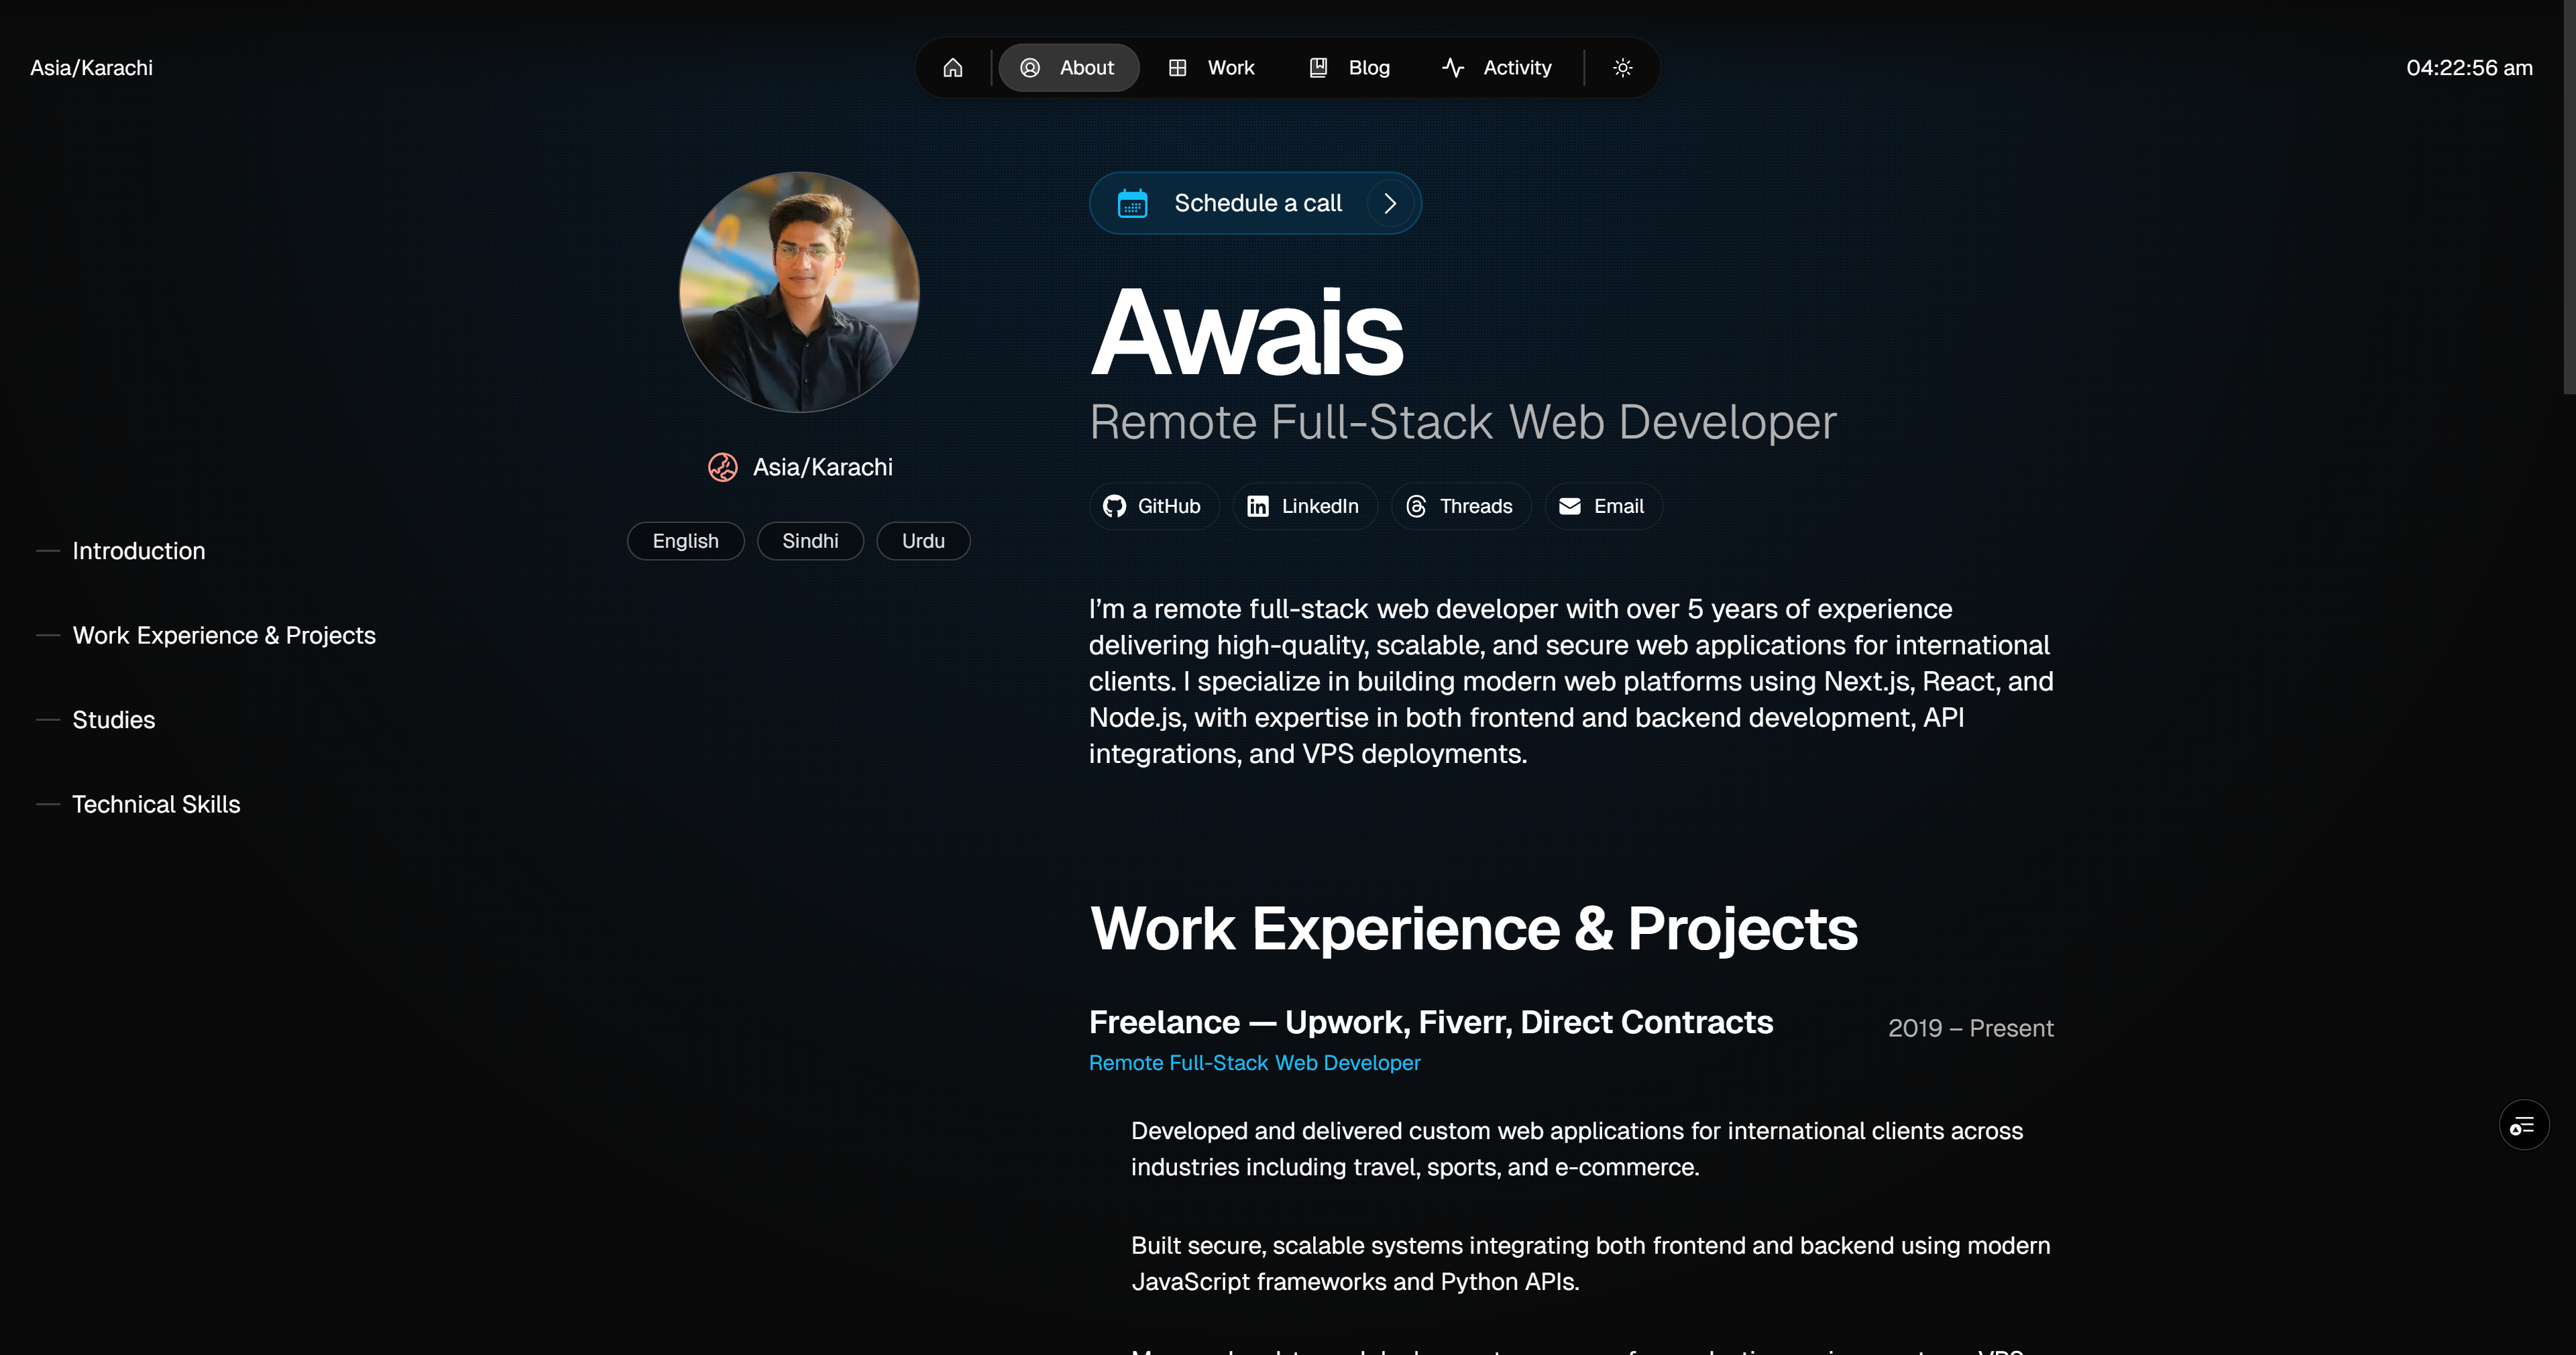 Asia/Karachi
About
Work
Blog
Activity
04:22:56 am
Schedule a call
Awais
Remote Full-Stack Web Developer
Asia/Karachi
GitHub
LinkedIn
Threads
Email
English
Sindhi
Urdu
Introduction
Work Experience & Projects
Studies
Technical Skills
I’m a remote full-stack web developer with over 5 years of experience
delivering high-quality, scalable, and secure web applications for international
clients. I specialize in building modern web platforms using Next.js, React, and
Node.js, with expertise in both frontend and backend development, API
integrations, and VPS deployments.
Work Experience & Projects
Freelance — Upwork, Fiverr, Direct Contracts
2019 – Present
Remote Full-Stack Web Developer
Developed and delivered custom web applications for international clients across
industries including travel, sports, and e-commerce.
Built secure, scalable systems integrating both frontend and backend using modern
JavaScript frameworks and Python APIs.